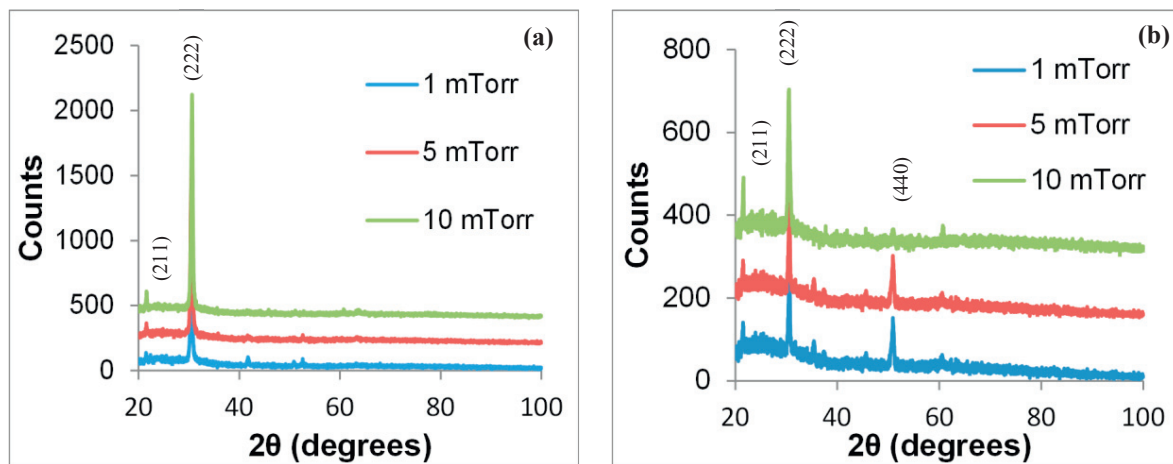 (a)
2500
2000
1500
1000
500
0
Counts
(222)
(211)
1 mTorr
5 mTorr
10 mTorr
20 40 60 80 100
2θ (degrees)
(b)
800
600
400
200
0
Counts
(222)
(211)
(440)
1 mTorr
5 mTorr
10 mTorr
20 40 60 80 100
2θ (degrees)